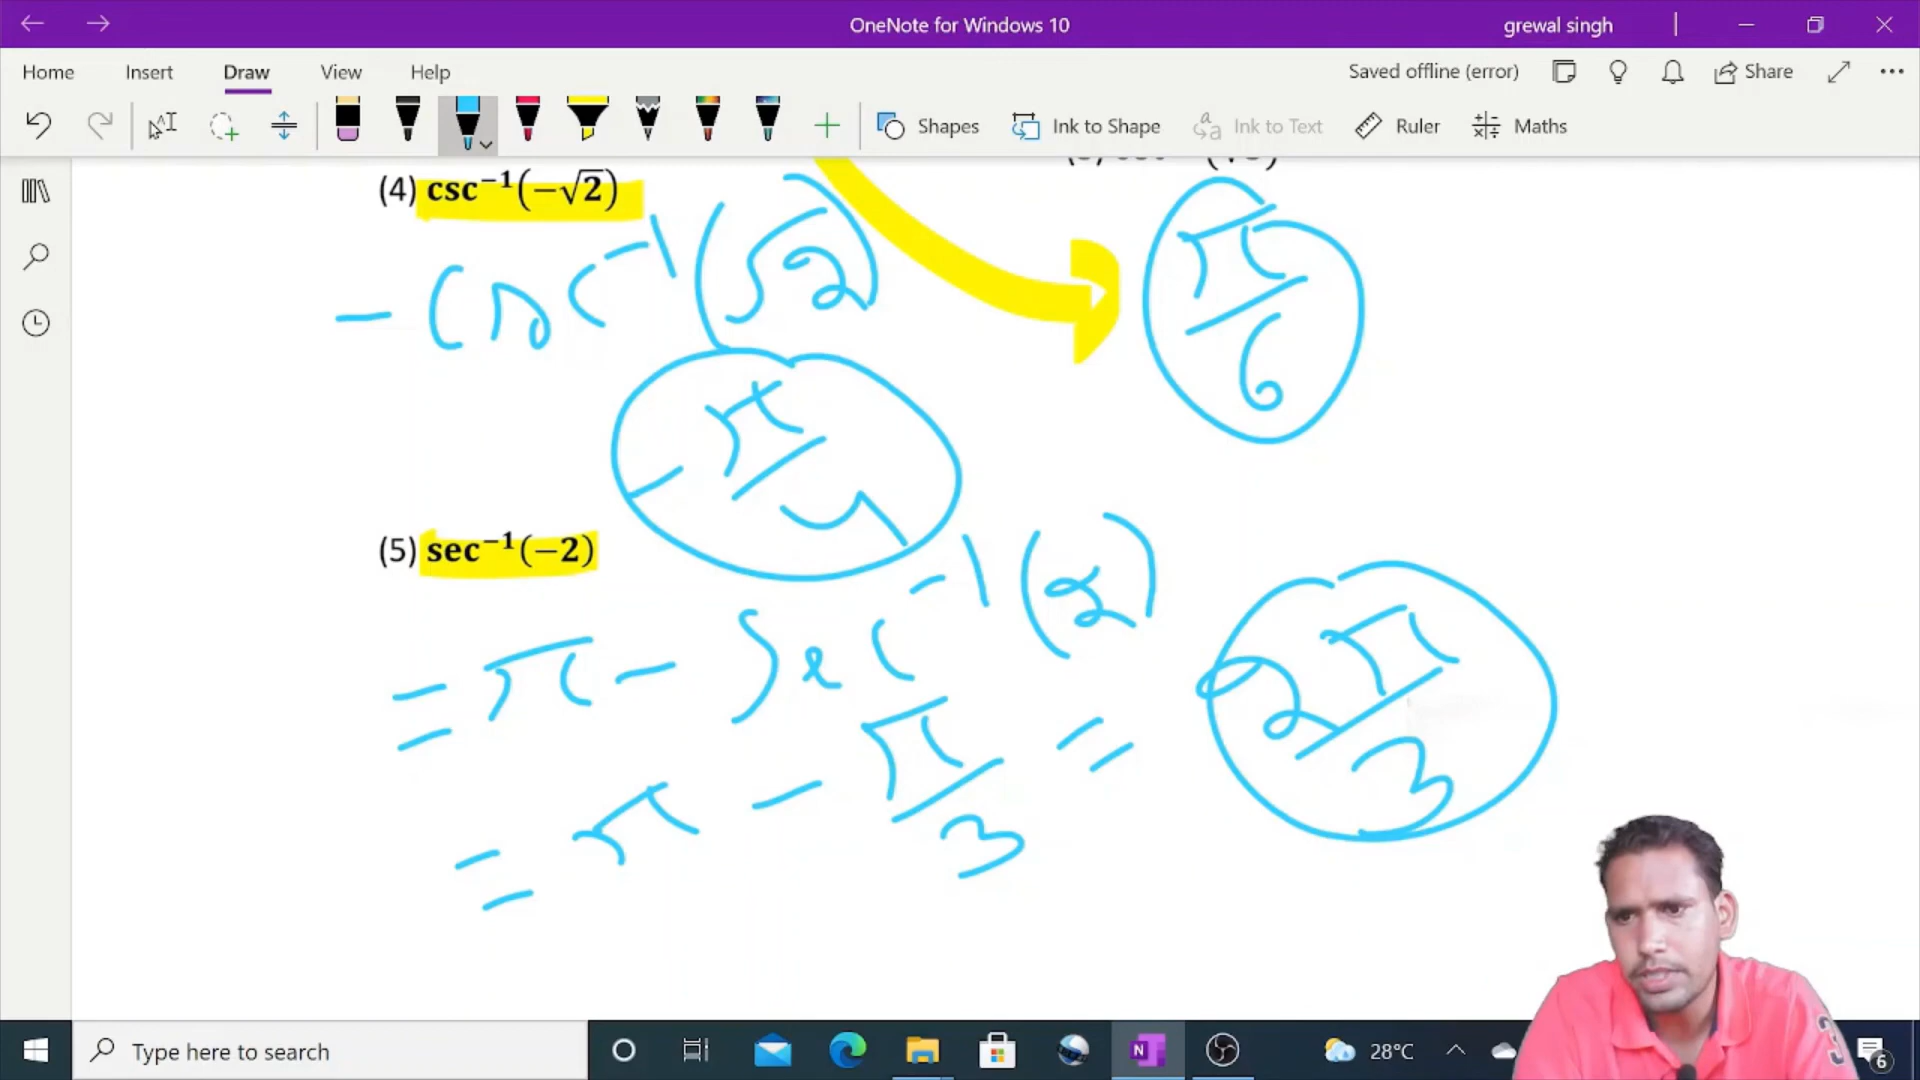 OneNote for Windows 10
grewal singh
Home Insert Draw View Help
Saved offline (error)
Share
Shapes
Ink to Shape
Ink to Text
Ruler
Maths
(4) csc⁻¹(−√2)
− csc⁻¹(√2)
π/6
− π/4
(5) sec⁻¹(−2)
= π − sec⁻¹(2)
= π − π/3 = 2π/3
Type here to search
28°C
6